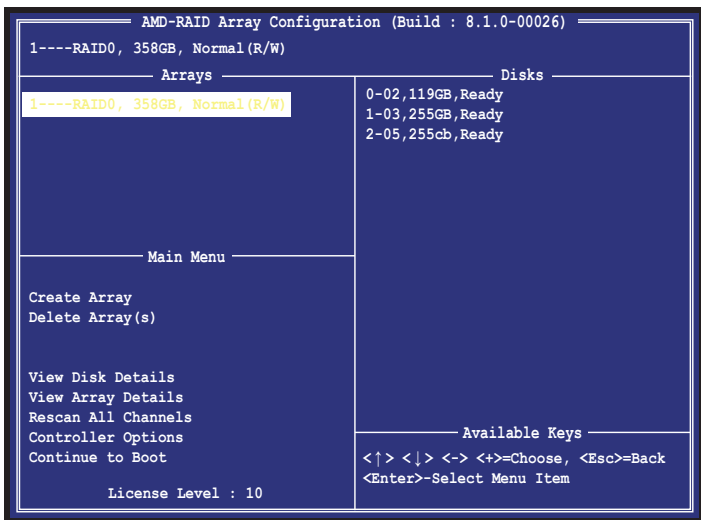 AMD-RAID Array Configuration (Build : 8.1.0-00026)
1----RAID0, 358GB, Normal(R/W)
Arrays
1----RAID0, 358GB, Normal(R/W)
Main Menu
Create Array
Delete Array(s)
View Disk Details
View Array Details
Rescan All Channels
Controller Options
Continue to Boot
License Level : 10
Disks
0-02,119GB,Ready
1-03,255GB,Ready
2-05,255cb,Ready
Available Keys
<↑> <↓> <-> <+>=Choose, <Esc>=Back
<Enter>-Select Menu Item